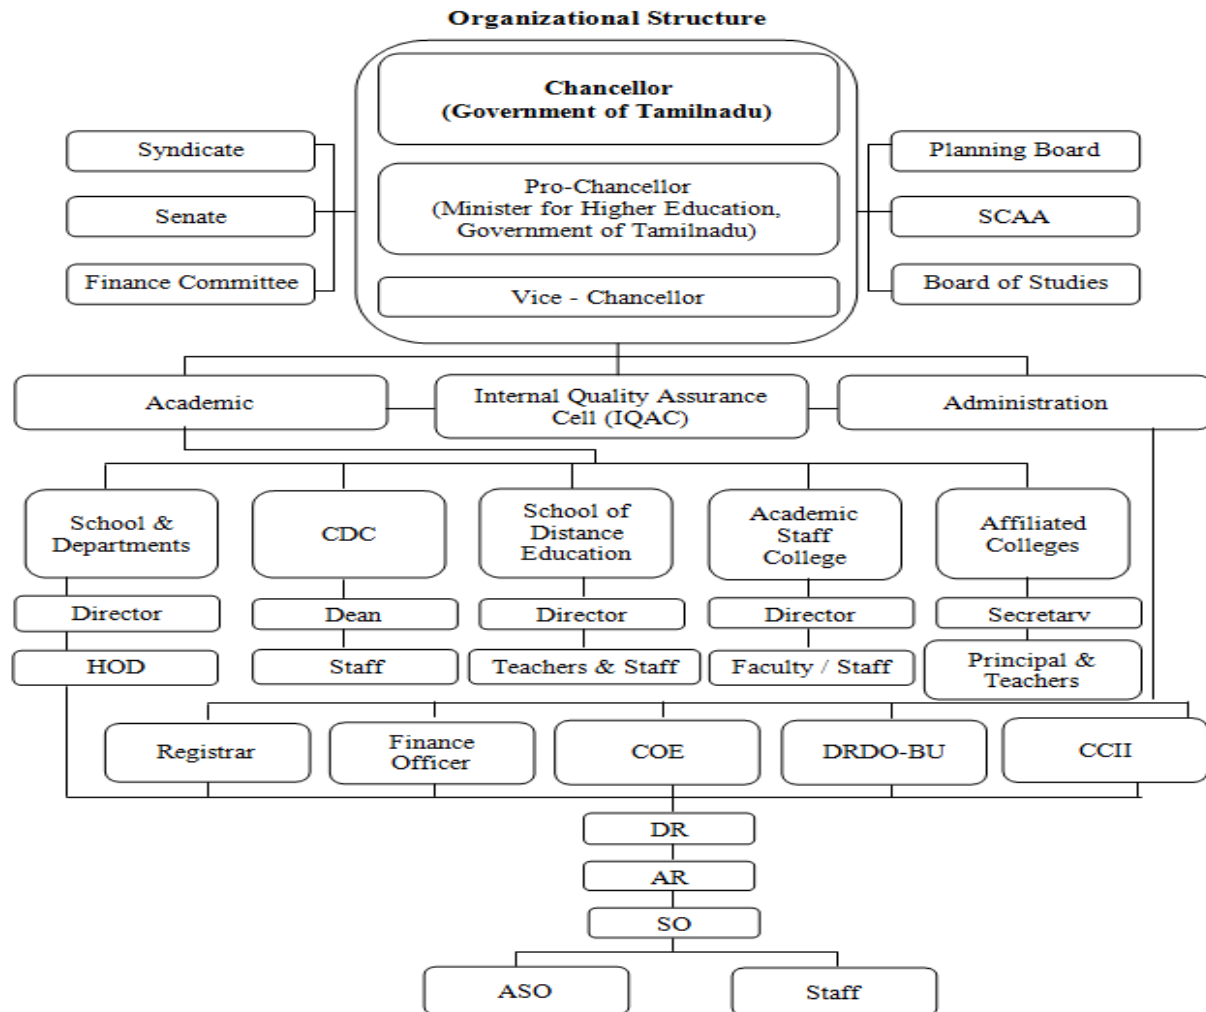 Organizational Structure
Chancellor
(Government of Tamilnadu)
Syndicate
Planning Board
Pro-Chancellor
(Minister for Higher Education,
Government of Tamilnadu)
Senate
SCAA
Finance Committee
Board of Studies
Vice - Chancellor
Academic
Internal Quality Assurance
Cell (IQAC)
Administration
School &
Departments
CDC
School of
Distance
Education
Academic
Staff
College
Affiliated
Colleges
Director
Dean
Director
Director
Secretarv
HOD
Staff
Teachers & Staff
Faculty / Staff
Principal &
Teachers
Registrar
Finance
Officer
COE
DRDO-BU
CCII
DR
AR
SO
ASO
Staff